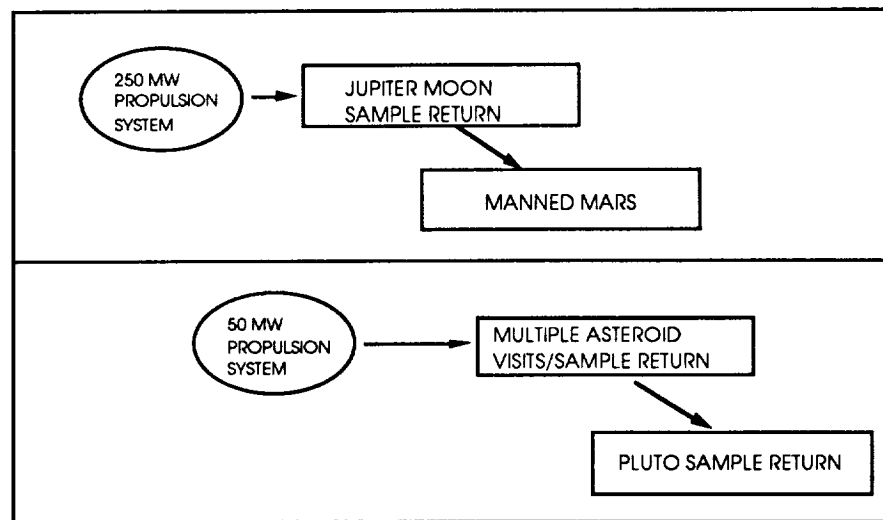 250 MW
PROPULSION
SYSTEM
JUPITER MOON
SAMPLE RETURN
MANNED MARS
50 MW
PROPULSION
SYSTEM
MULTIPLE ASTEROID
VISITS/SAMPLE RETURN
PLUTO SAMPLE RETURN